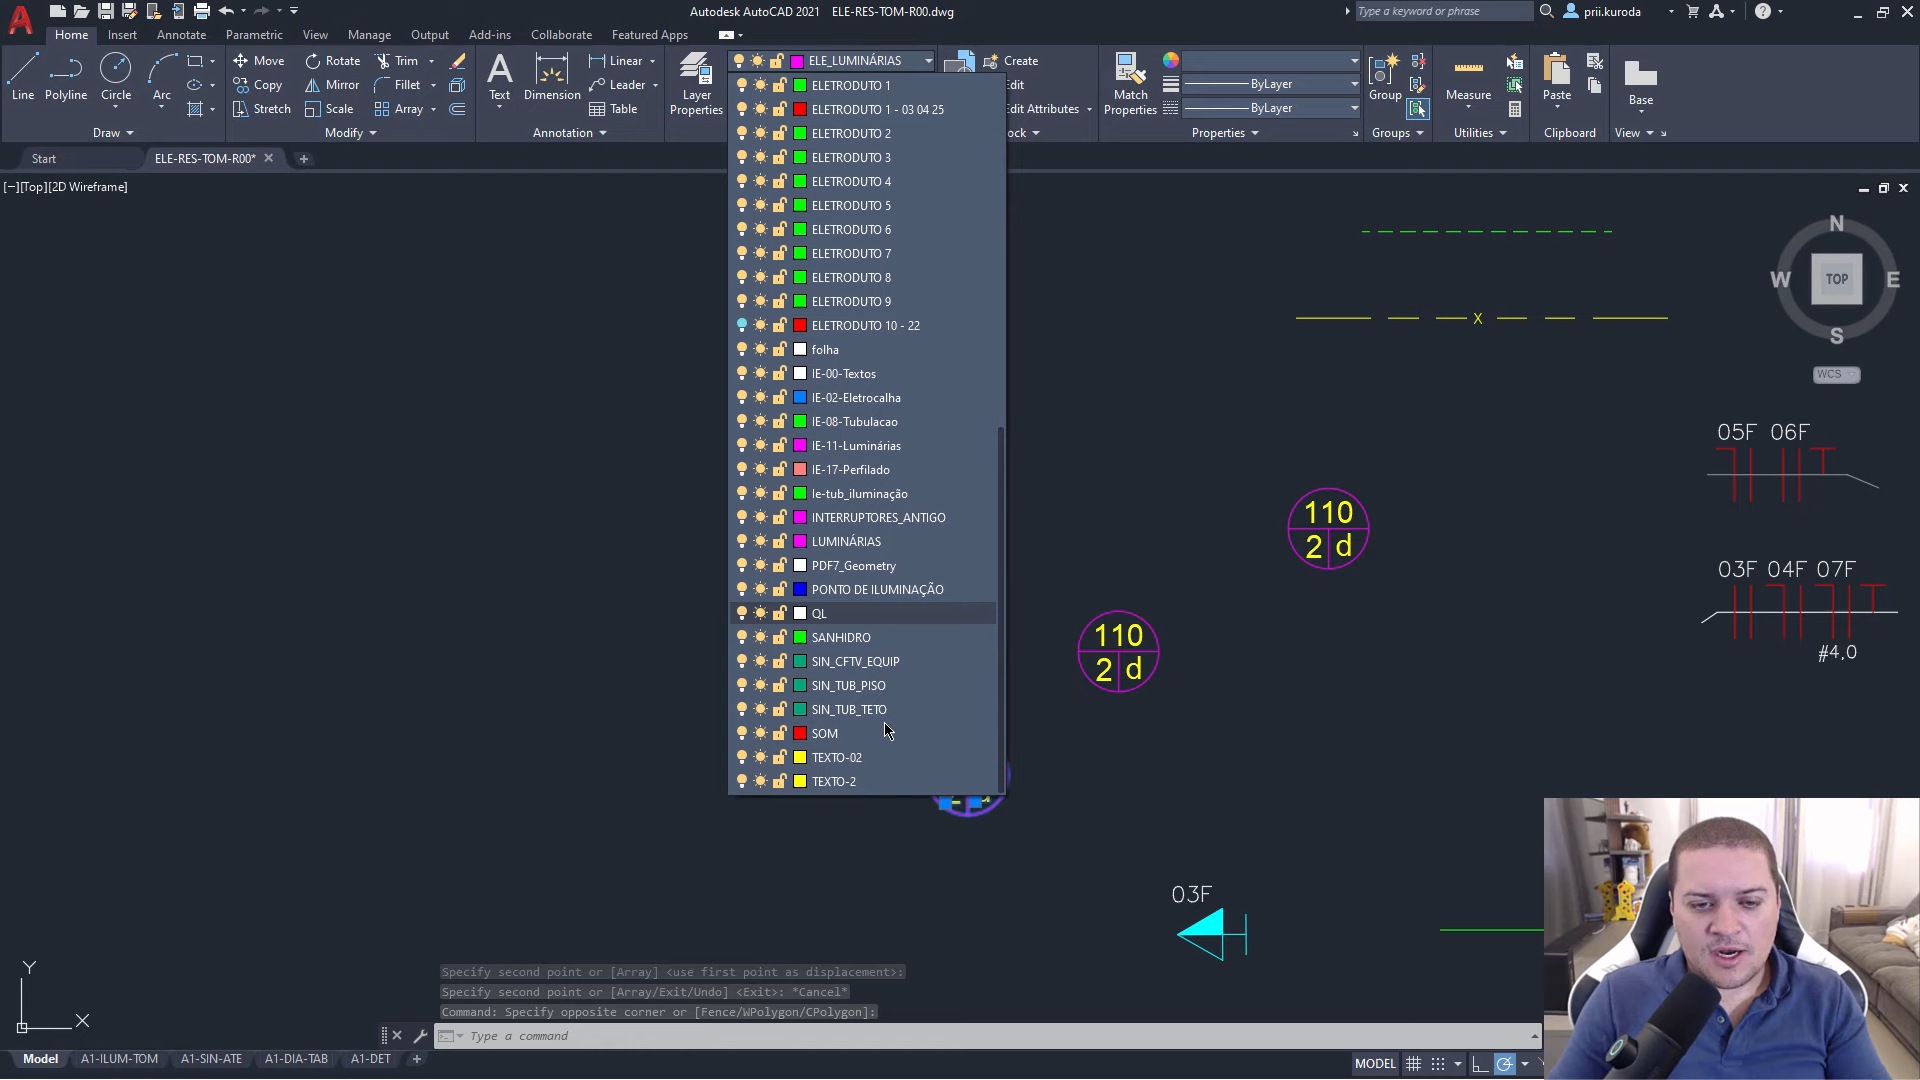 Autodesk AutoCAD 2021 ELE-RES-TOM-R00.dwg
Type a keyword or phrase
prii.kuroda
Home Insert Annotate Parametric View Manage Output Add-ins Collaborate Featured Apps
Line
Polyline
Circle
Arc
Draw
Move
Rotate
Trim
Copy
Mirror
Fillet
Stretch
Scale
Array
Modify
Text
Dimension
Linear
Leader
Table
Annotation
Layer
Properties
ELE_LUMINÁRIAS
Create
Edit
Edit Attributes
Match
Properties
ByLayer
ByLayer
Properties
Group
Groups
Measure
Utilities
Paste
Clipboard
Base
View
Start
ELE-RES-TOM-R00*
[−][Top][2D Wireframe]
ELETRODUTO 1
ELETRODUTO 1 - 03 04 25
ELETRODUTO 2
ELETRODUTO 3
ELETRODUTO 4
ELETRODUTO 5
ELETRODUTO 6
ELETRODUTO 7
ELETRODUTO 8
ELETRODUTO 9
ELETRODUTO 10 - 22
folha
IE-00-Textos
IE-02-Eletrocalha
IE-08-Tubulacao
IE-11-Luminárias
IE-17-Perfilado
Ie-tub_iluminação
INTERRUPTORES_ANTIGO
LUMINÁRIAS
PDF7_Geometry
PONTO DE ILUMINAÇÃO
QL
SANHIDRO
SIN_CFTV_EQUIP
SIN_TUB_PISO
SIN_TUB_TETO
SOM
TEXTO-02
TEXTO-2
X
N
W
TOP
E
S
WCS
05F 06F
110
2 d
03F 04F 07F
#4,0
110
2 d
03F
Y
X
Specify second point or [Array] <use first point as displacement>:
Specify second point or [Array/Exit/Undo] <Exit>: *Cancel*
Command: Specify opposite corner or [Fence/WPolygon/CPolygon]:
Type a command
Model A1-ILUM-TOM A1-SIN-ATE A1-DIA-TAB A1-DET
MODEL